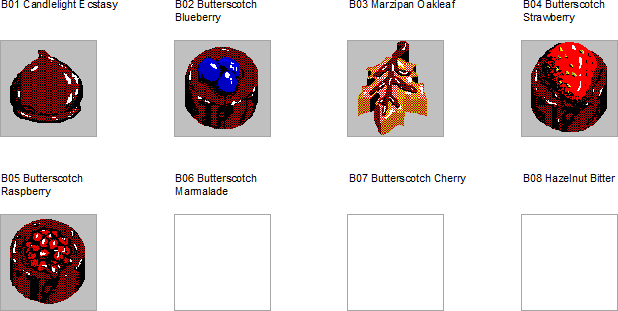 B01 Candlelight Ecstasy
B02 Butterscotch
Blueberry
B03 Marzipan Oakleaf
B04 Butterscotch
Strawberry
B05 Butterscotch
Raspberry
B06 Butterscotch
Marmalade
B07 Butterscotch Cherry
B08 Hazelnut Bitter